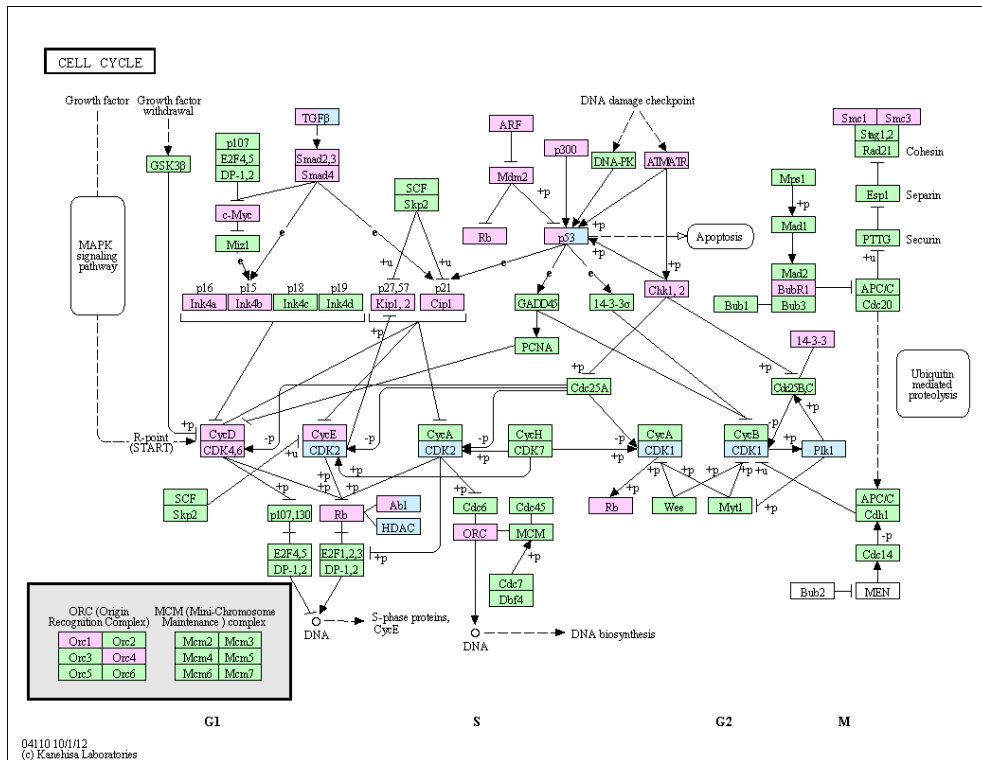 CELL CYCLE
Growth factor
Growth factor
withdrawal
TGFβ
ARF
DNA damage checkpoint
Smc1
Smc3
Stag1,2
Rad21
Cohesin
p107
E2F4,5
DP-1,2
GSK3β
Smad2,3
Smad4
p300
DNA-PK
ATM/ATR
Mdm2
SCF
Skp2
Mps1
Esp1
Separin
+p
+p
+p
+p
c-Myc
Miz1
MAPK
signaling
pathway
Rb
p53
Apoptosis
Mad1
PTTG
Securin
+p
+p
e
e
e
e
e
+u
+u
+u
Mad2
BubR1
Bub3
Bub1
APC/C
Cdc20
p16
p15
p18
p19
p27,57
p21
Ink4a
Ink4b
Ink4c
Ink4d
Kip1, 2
Cip1
GADD45
14-3-3σ
Chk1, 2
+p
PCNA
14-3-3
+p
+p
Cdc25A
Cdc25B,C
Ubiquitin
mediated
proteolysis
R-point
(START)
+p
CycD
CDK4,6
-p
CycE
CDK2
-p
CycA
CDK2
-p
+p
CycH
CDK7
-p
+p
CycA
CDK1
CycB
CDK1
-p
+p
+p
Plk1
+u
+p
+p
+p
+p
+p
+p
+p
+u
+p
SCF
Skp2
p107,130
Rb
Abl
HDAC
Cdc6
Cdc45
ORC
MCM
Rb
Wee
Myt1
APC/C
Cdh1
E2F4,5
DP-1,2
E2F1,2,3
DP-1,2
+p
+p
-p
Cdc14
Cdc7
Dbf4
Bub2
MEN
DNA
S-phase proteins,
CycE
DNA
DNA biosynthesis
ORC (Origin
Recognition Complex)
MCM (Mini-Chromosome
Maintenance ) complex
Orc1
Orc2
Mcm2
Mcm3
Orc3
Orc4
Mcm4
Mcm5
Orc5
Orc6
Mcm6
Mcm7
G1
S
G2
M
04110 10/1/12
(c) Kanehisa Laboratories